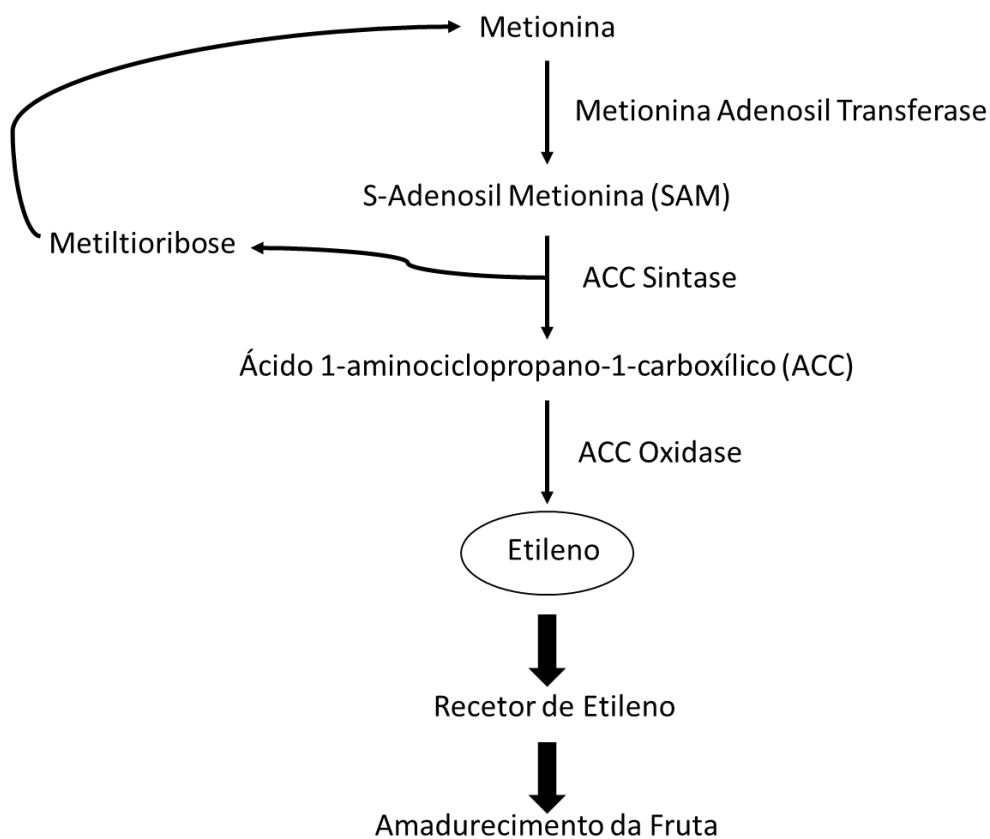 Metionina
Metionina Adenosil Transferase
S-Adenosil Metionina (SAM)
Metiltioribose
ACC Sintase
Ácido 1-aminociclopropano-1-carboxílico (ACC)
ACC Oxidase
Etileno
Recetor de Etileno
Amadurecimento da Fruta